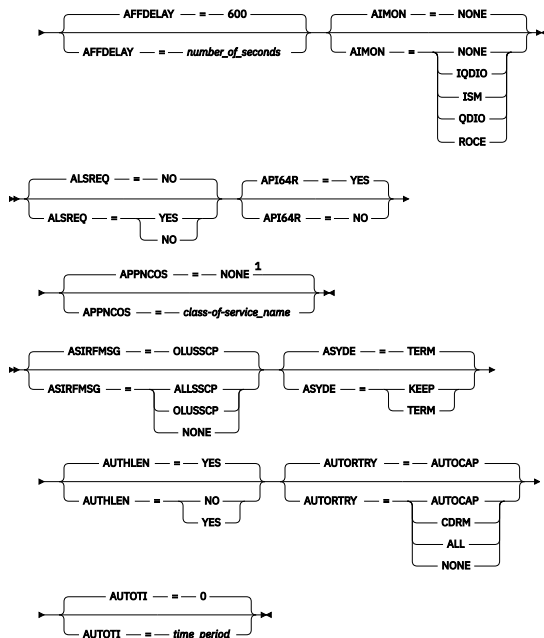 AFFDELAY = 600 AIMON = NONE
AFFDELAY = number_of_seconds AIMON = NONE
IQDIO
ISM
QDIO
ROCE
ALSREQ = NO API64R = YES
ALSREQ = YES API64R = NO
NO
APPNCOS = NONE 1
APPNCOS = class-of-service_name
ASIRFMSG = OLUSSCP ASYDE = TERM
ASIRFMSG = ALLSSCP ASYDE = KEEP
OLUSSCP TERM
NONE
AUTHLEN = YES AUTORTRY = AUTOCAP
AUTHLEN = NO AUTORTRY = AUTOCAP
YES CDRM
ALL
NONE
AUTOTI = 0
AUTOTI = time_period